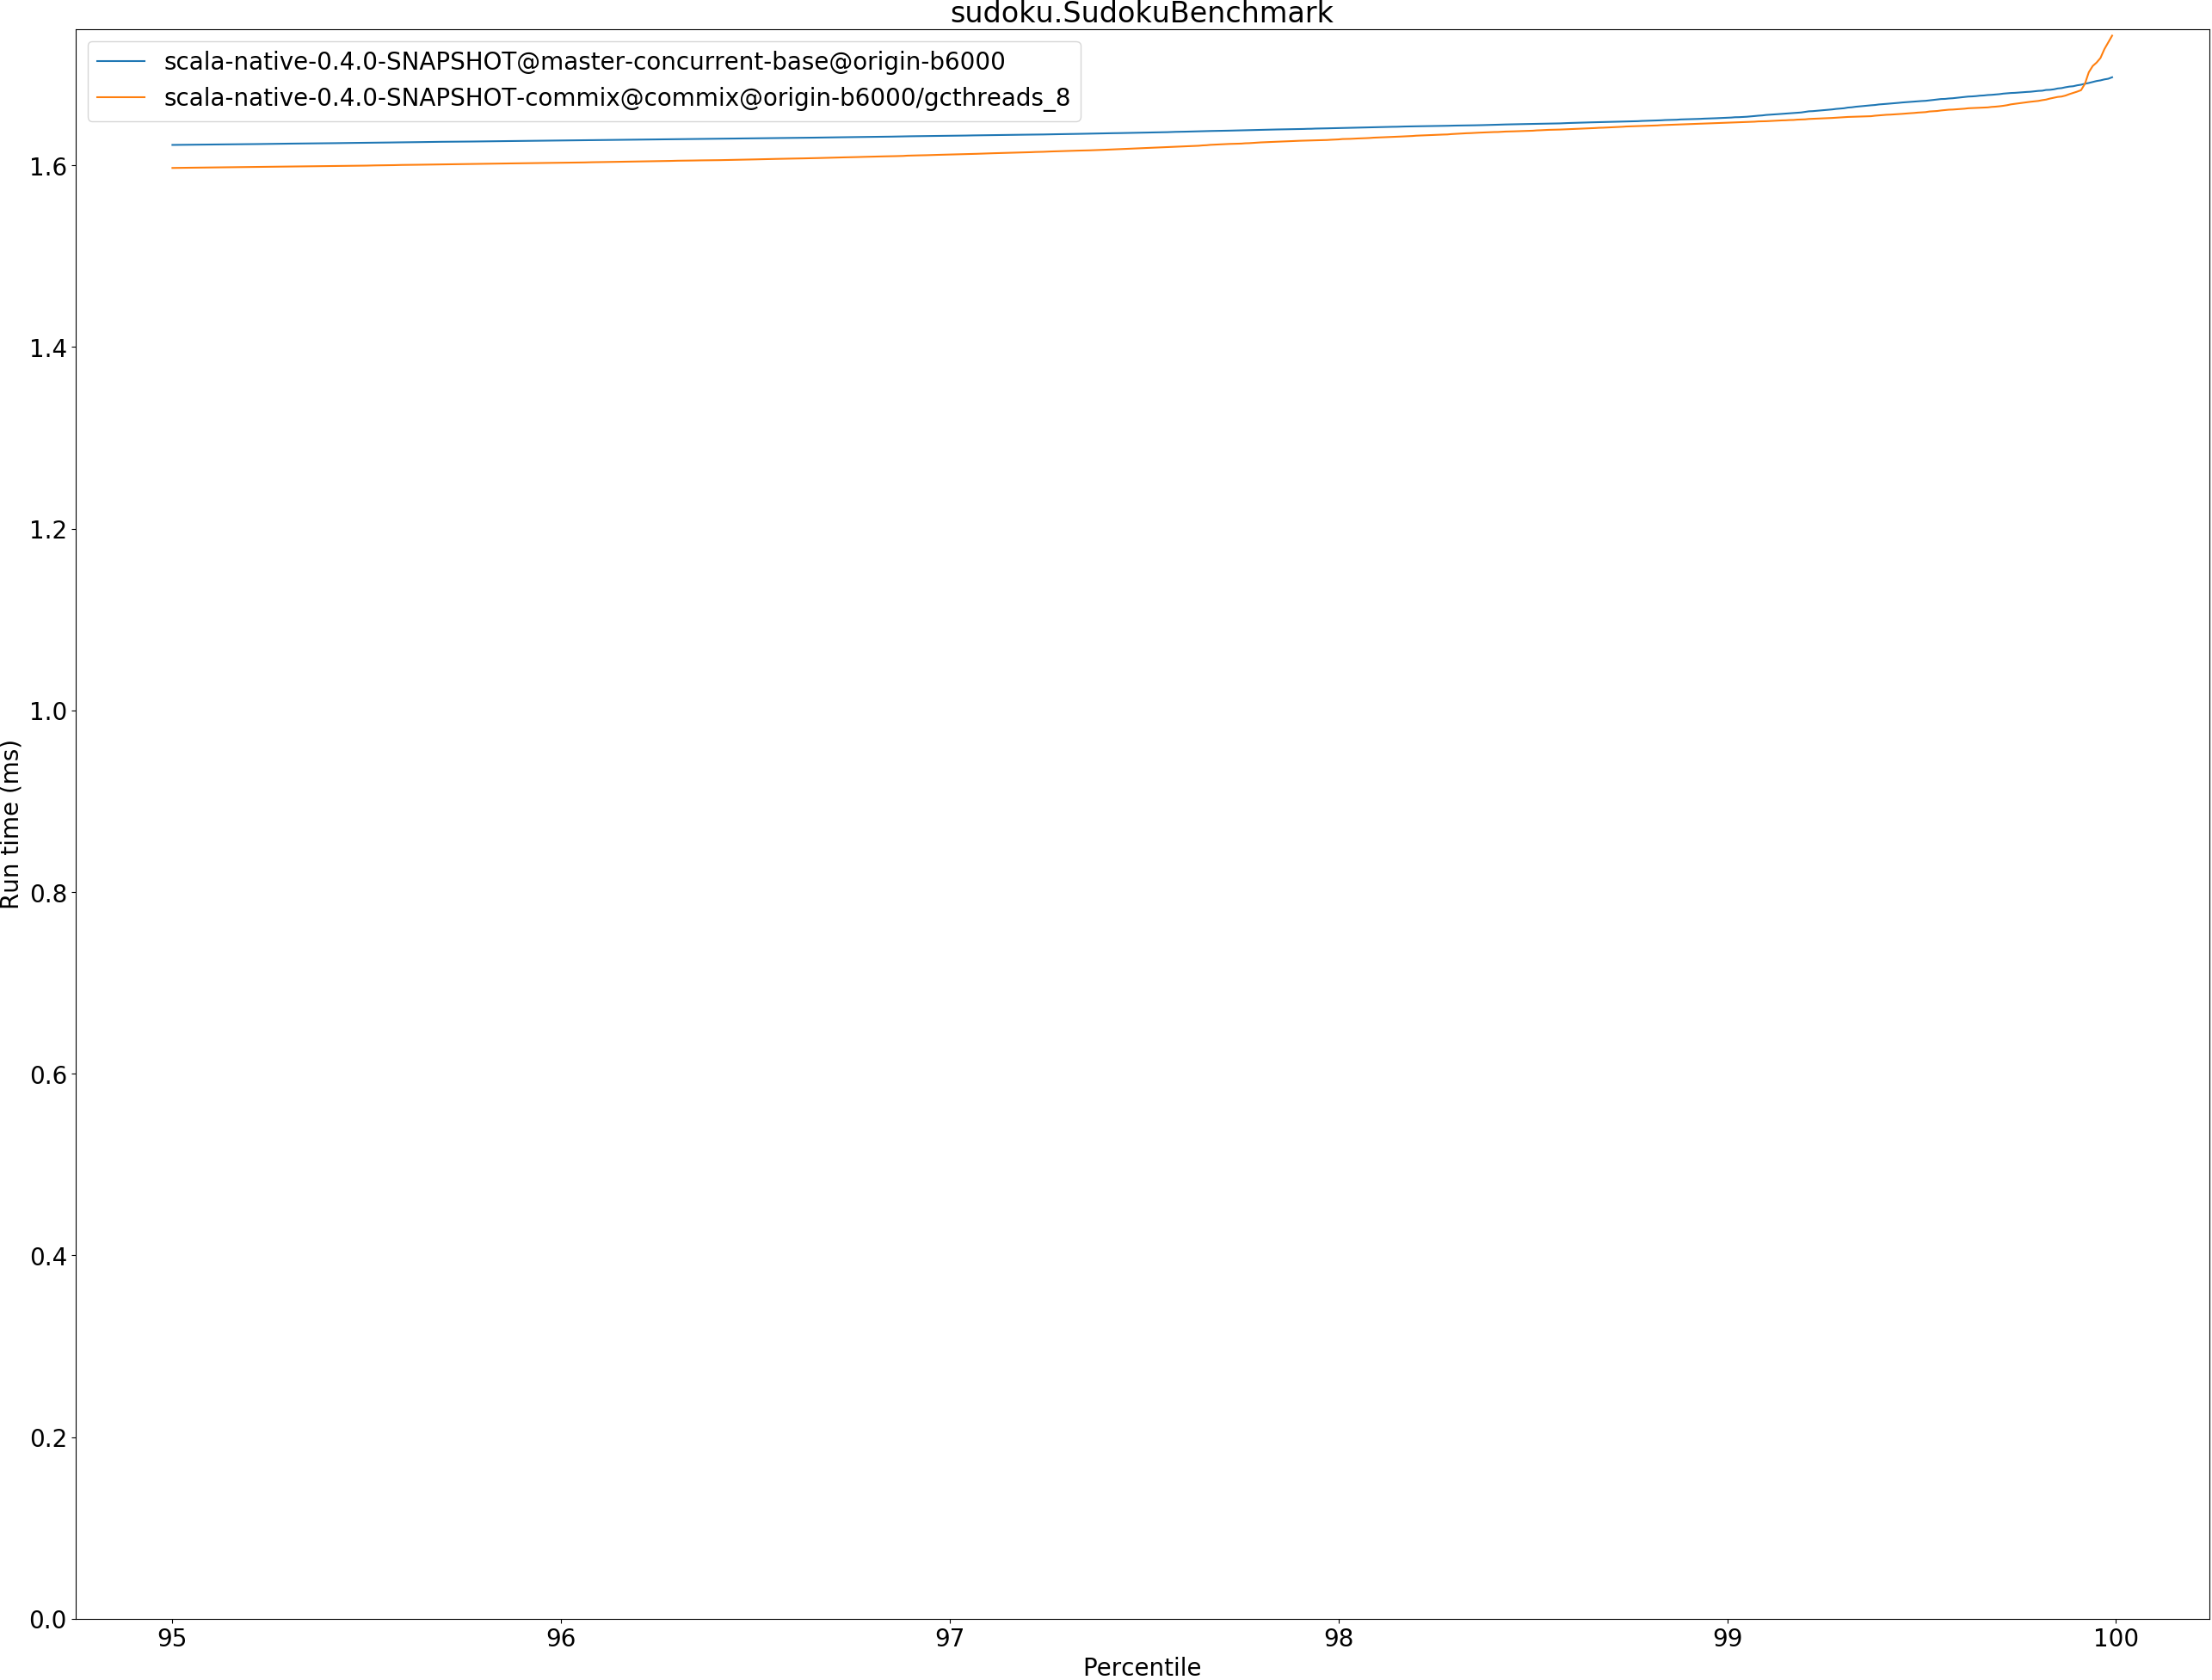 sudoku.SudokuBenchmark
scala-native-0.4.0-SNAPSHOT@master-concurrent-base@origin-b6000
scala-native-0.4.0-SNAPSHOT-commix@commix@origin-b6000/gcthreads_8
1.6
1.4
1.2
1.0
0.8
0.6
0.4
0.2
0.0
Run time (ms)
95 96 97 98 99 100
Percentile